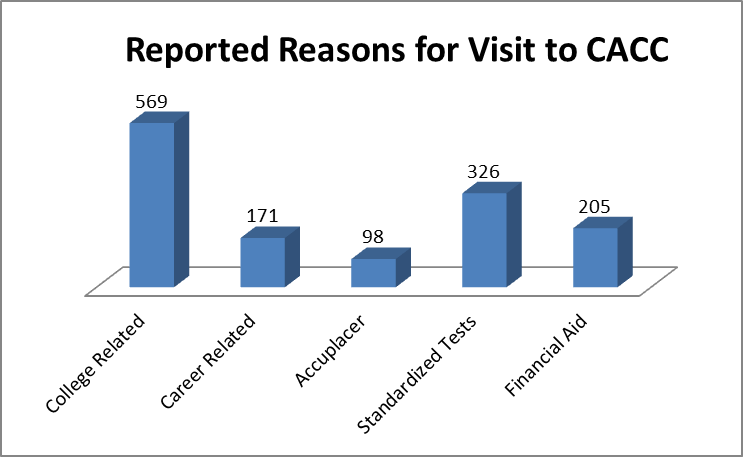 Reported Reasons for Visit to CACC
569
171
98
326
205
College Related
Career Related
Accuplacer
Standardized Tests
Financial Aid